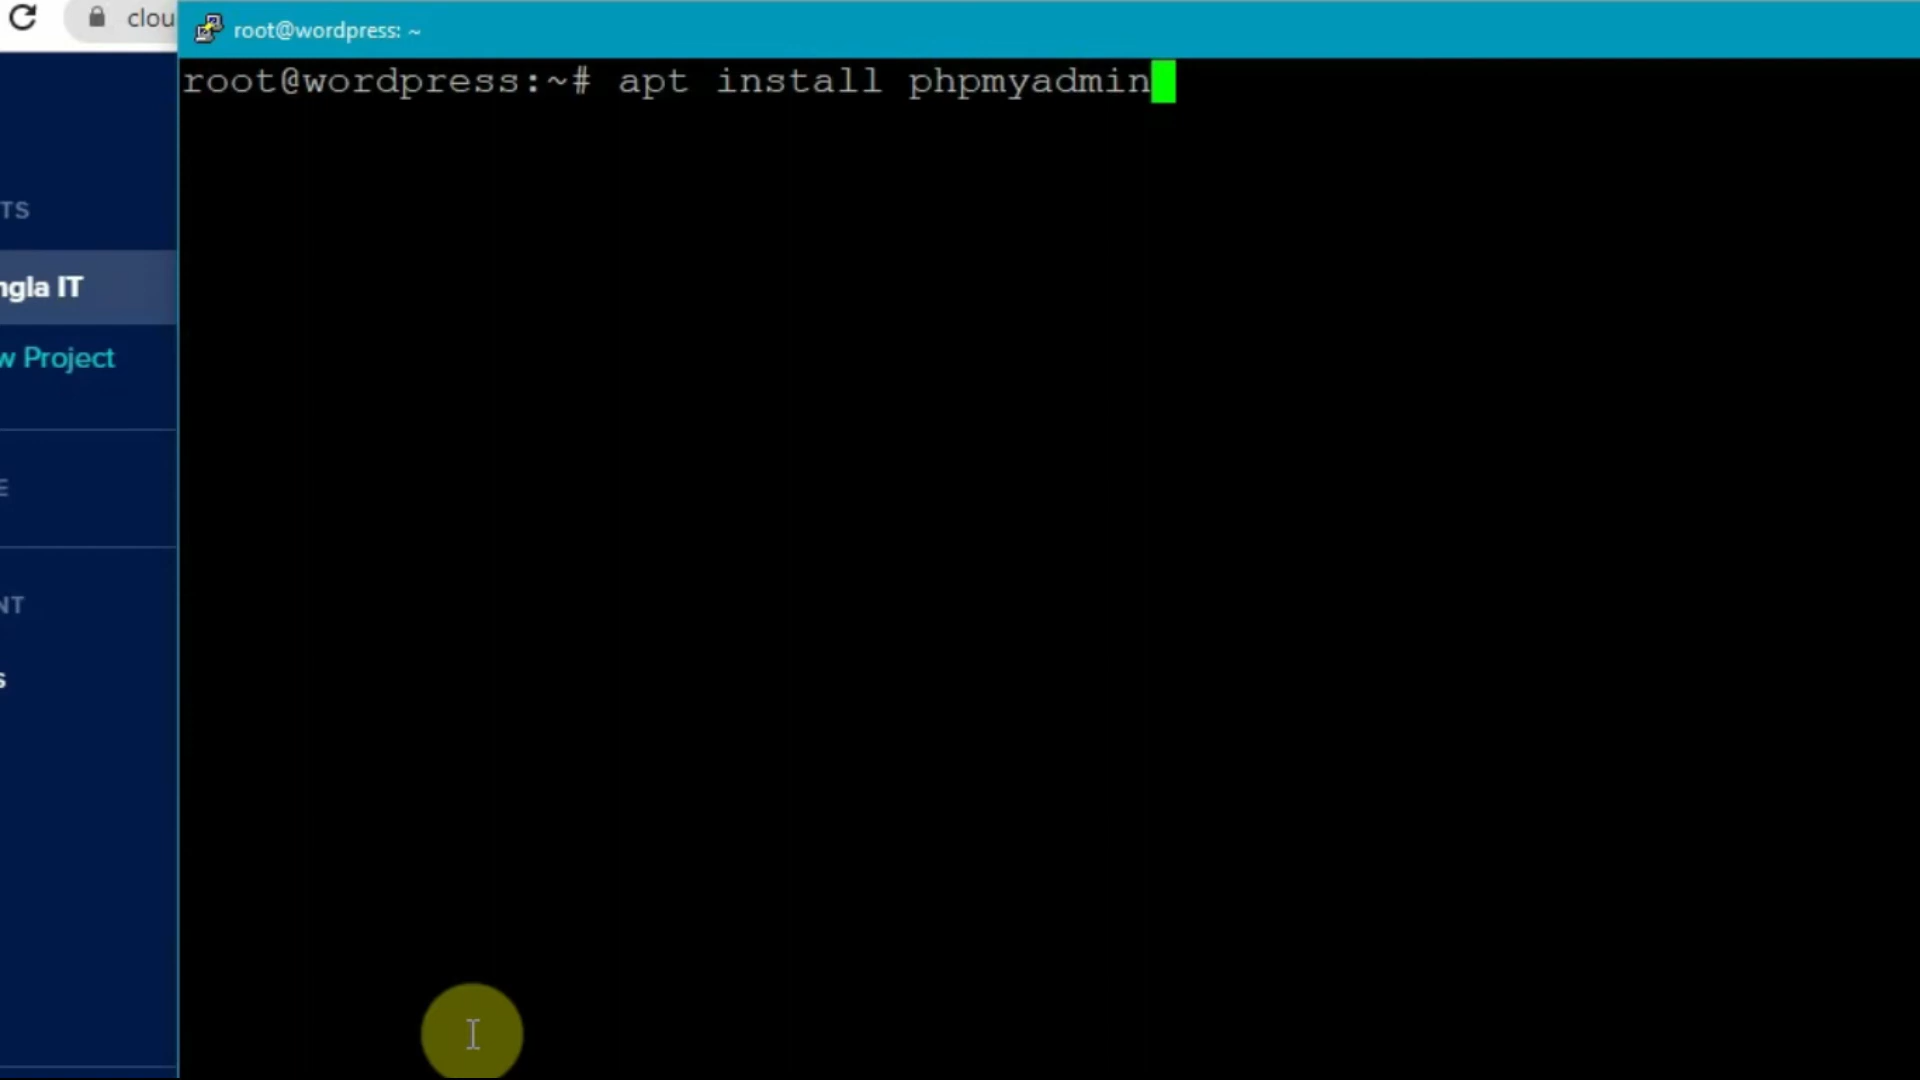 clou
root@wordpress: ~
root@wordpress:~# apt install phpmyadmin
TS
ngla IT
w Project
E
NT
s